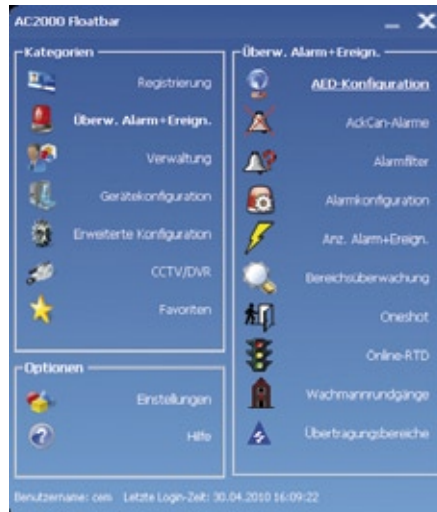 AC2000 Floatbar
Kategorien
Registrierung
Überw. Alarm+Ereign.
Verwaltung
Gerätekonfiguration
Erweiterte Konfiguration
CCTV/DVR
Favoriten
Optionen
Einstellungen
Hilfe
Überw. Alarm+Ereign.
AED-Konfiguration
AckCan-Alarme
Alarmfilter
Alarmkonfiguration
Anz. Alarm+Ereign.
Bereichsüberwachung
Oneshot
Online-RTD
Wachmannrundgänge
Übertragungsbereiche
Benutzername: cem Letzte Login-Zeit: 30.04.2010 16:09:22